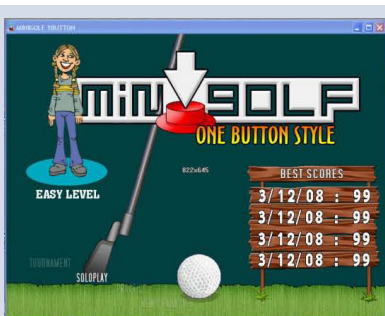 MINIGOLF 1BUTTON
MINIGOLF
ONE BUTTON STYLE
822x645
EASY LEVEL
BEST SCORES
3/12/08 : 99
3/12/08 : 99
3/12/08 : 99
3/12/08 : 99
TOURNAMENT
SOLOPLAY